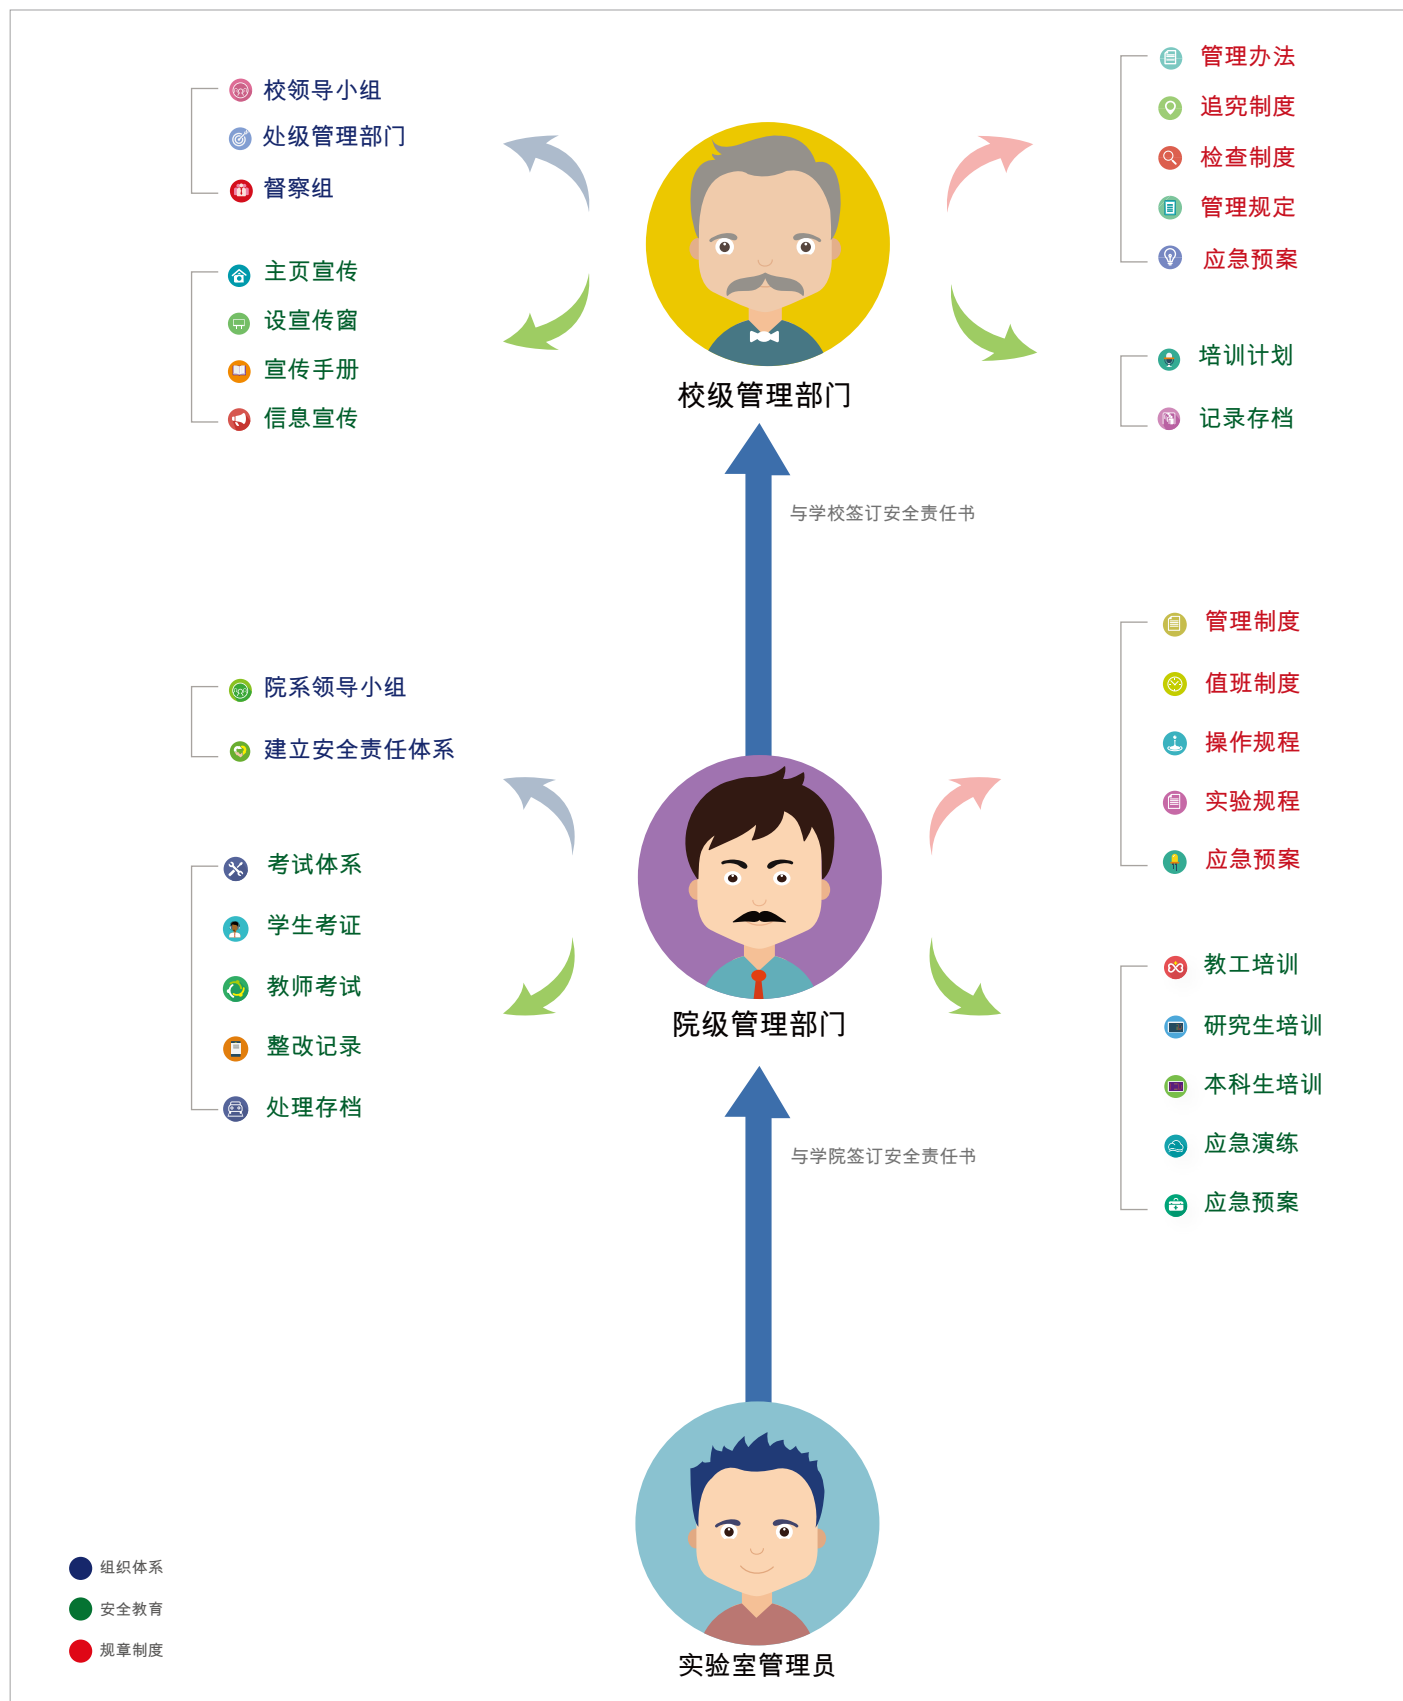 校领导小组
处级管理部门
督察组
主页宣传
设宣传窗
宣传手册
信息宣传
管理办法
追究制度
检查制度
管理规定
应急预案
培训计划
记录存档
校级管理部门
与学校签订安全责任书
院系领导小组
建立安全责任体系
考试体系
学生考证
教师考试
整改记录
处理存档
管理制度
值班制度
操作规程
实验规程
应急预案
教工培训
研究生培训
本科生培训
应急演练
应急预案
院级管理部门
与学院签订安全责任书
实验室管理员
组织体系
安全教育
规章制度